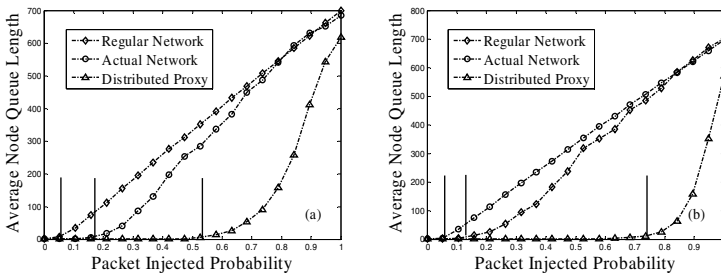 700
600
500
400
300
200
100
0
Average Node Queue Length
Regular Network
Actual Network
Distributed Proxy
(a)
0 0.1 0.2 0.3 0.4 0.5 0.6 0.7 0.8 0.9 1
Packet Injected Probability
800
700
600
500
400
300
200
100
0
Average Node Queue Length
Regular Network
Actual Network
Distributed Proxy
(b)
0 0.1 0.2 0.3 0.4 0.5 0.6 0.7 0.8 0.9
Packet Injected Probability